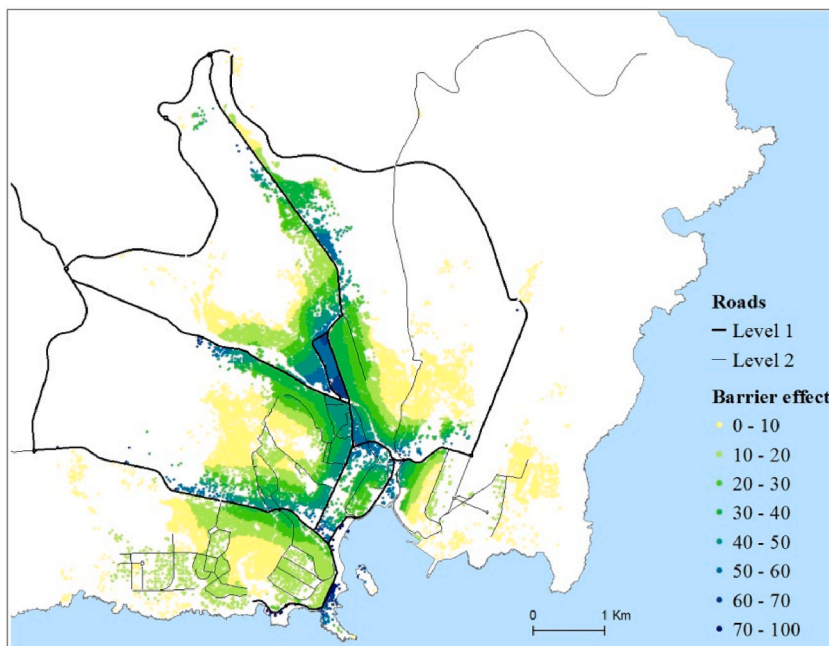 Roads
Level 1
Level 2
Barrier effect
0 - 10
10 - 20
20 - 30
30 - 40
40 - 50
50 - 60
60 - 70
70 - 100
0 1 Km